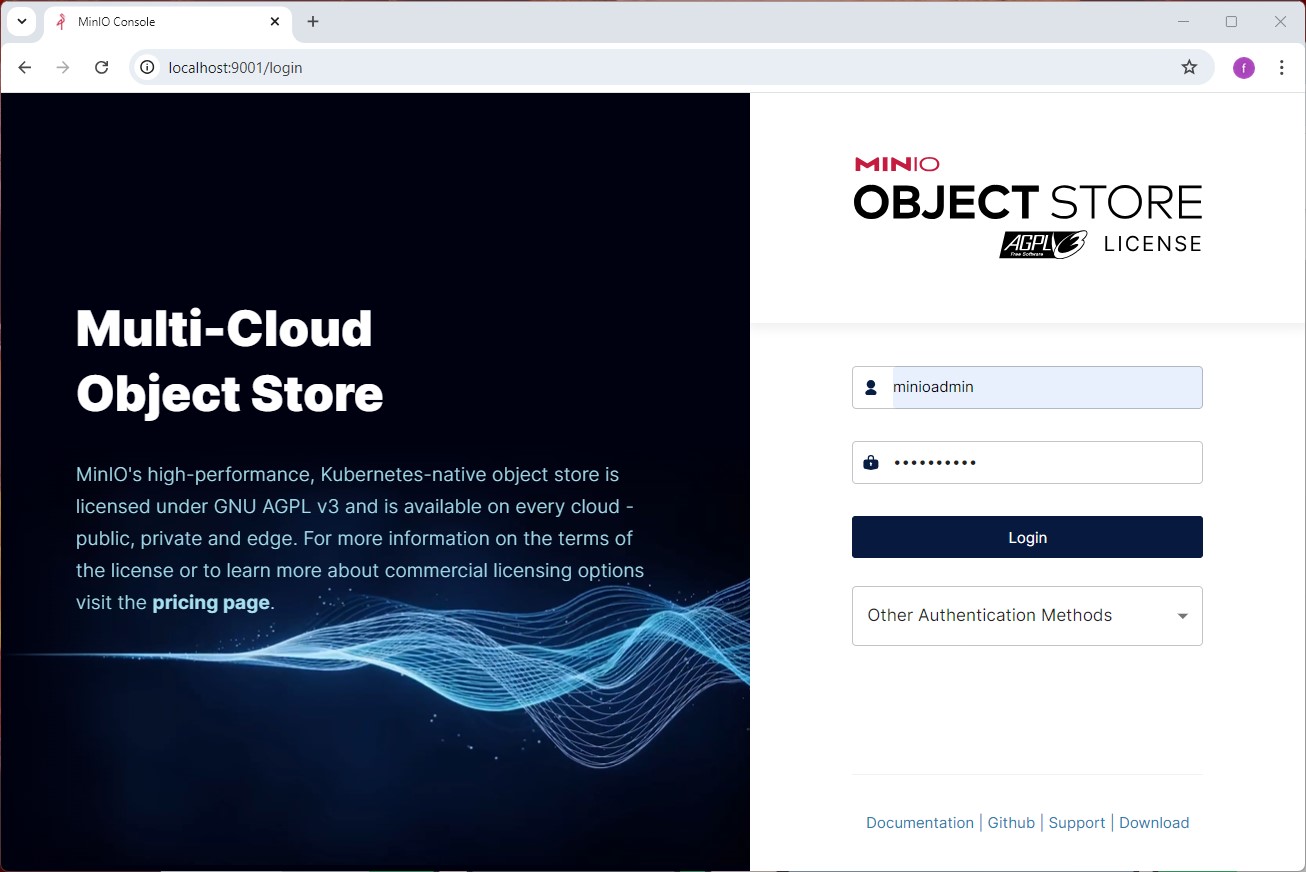 MinIO Console
localhost:9001/login
f
MINIO
OBJECT STORE
AGPLv3 LICENSE
Free Software
Multi-Cloud
Object Store
MinIO's high-performance, Kubernetes-native object store is
licensed under GNU AGPL v3 and is available on every cloud -
public, private and edge. For more information on the terms of
the license or to learn more about commercial licensing options
visit the pricing page.
minioadmin
••••••••••
Login
Other Authentication Methods
Documentation | Github | Support | Download